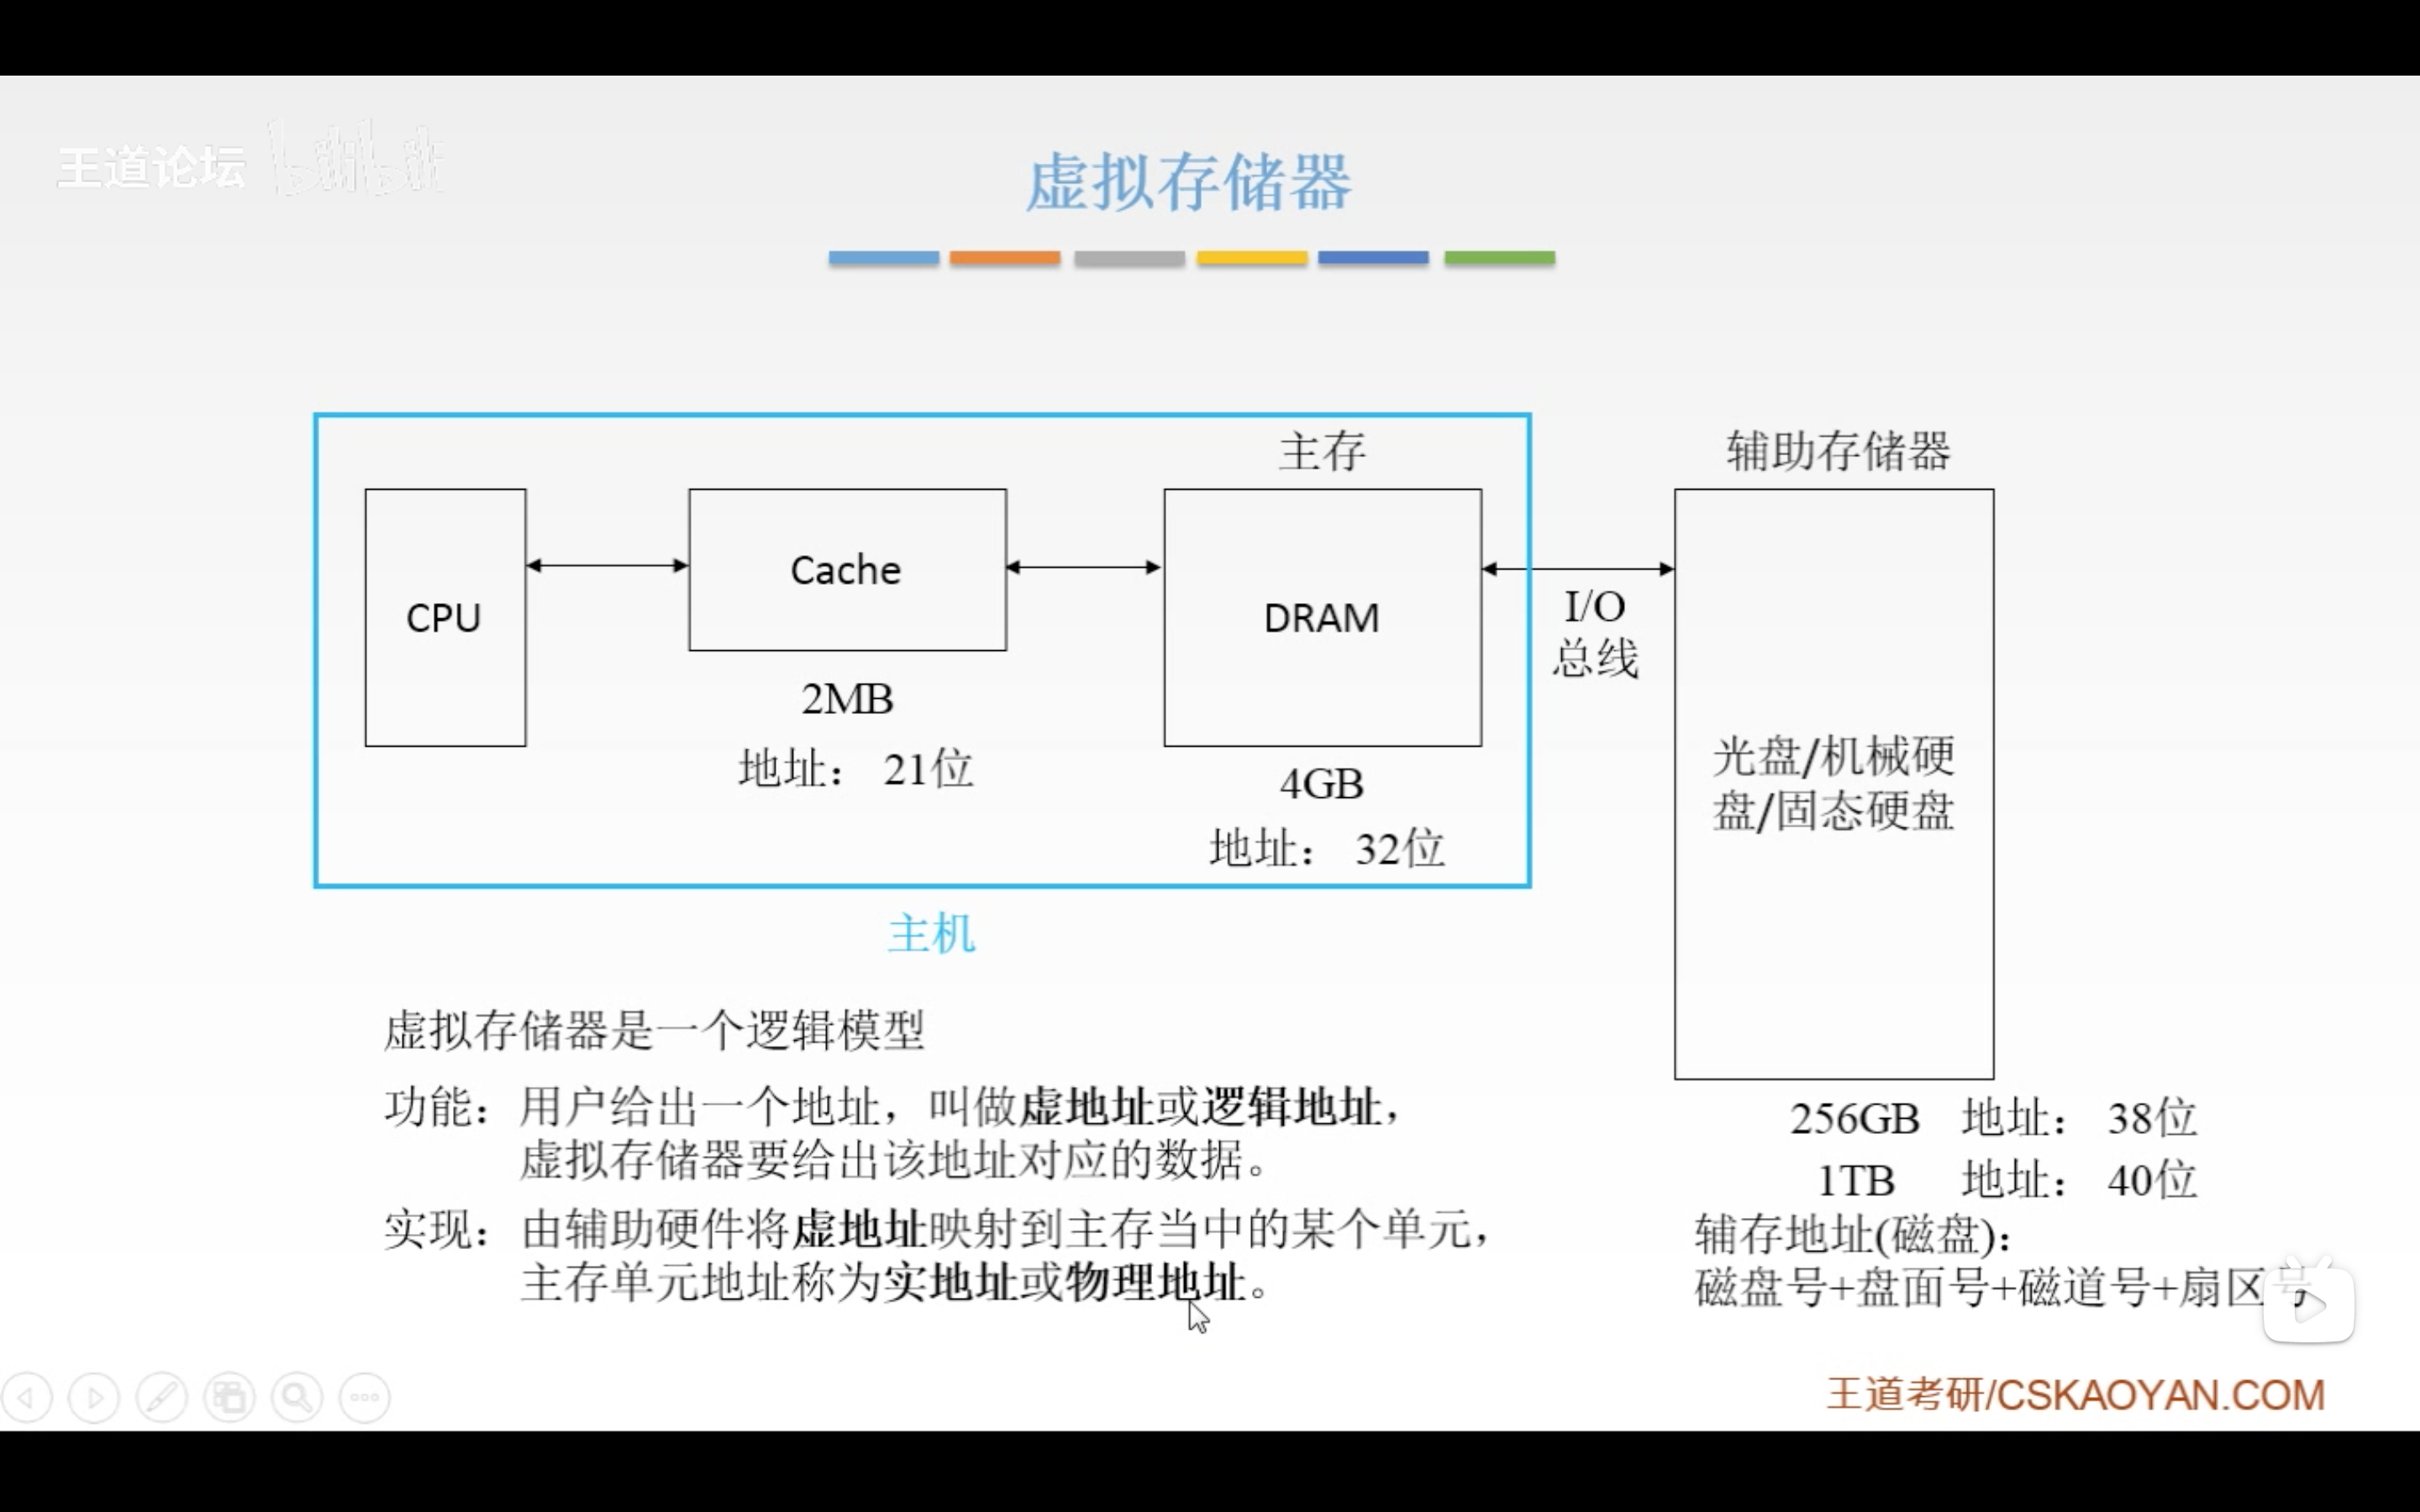 王道论坛 bilibili
虚拟存储器
主存
辅助存储器
CPU
Cache
DRAM
I/O
总线
2MB
地址： 21位
4GB
地址： 32位
光盘/机械硬
盘/固态硬盘
主机
虚拟存储器是一个逻辑模型
功能：用户给出一个地址，叫做虚地址或逻辑地址，
虚拟存储器要给出该地址对应的数据。
实现：由辅助硬件将虚地址映射到主存当中的某个单元，
主存单元地址称为实地址或物理地址。
256GB 地址： 38位
1TB 地址： 40位
辅存地址(磁盘)：
磁盘号+盘面号+磁道号+扇区号
王道考研/CSKAOYAN.COM